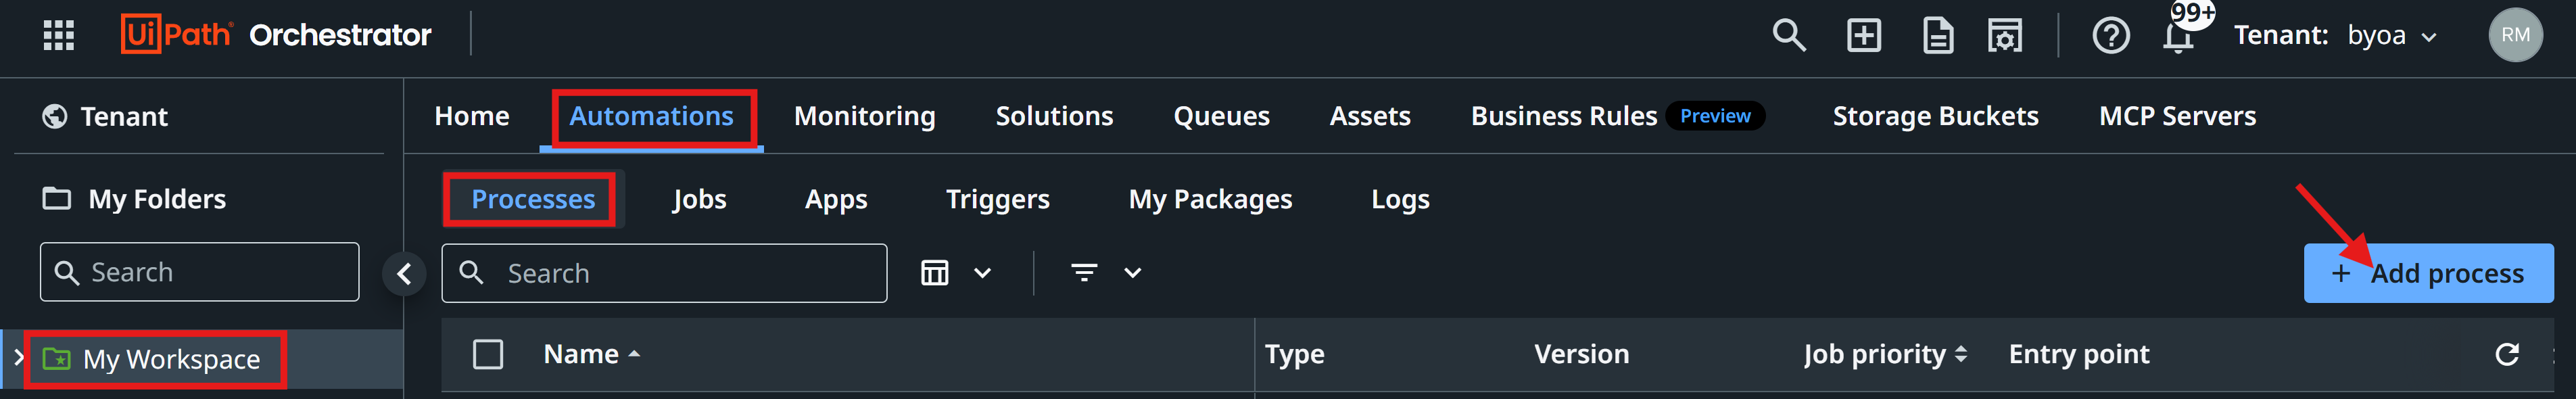 UiPath Orchestrator
99+
Tenant: byoa
RM
Tenant
Home Automations Monitoring Solutions Queues Assets Business Rules Preview Storage Buckets MCP Servers
My Folders
Processes Jobs Apps Triggers My Packages Logs
Search
Search
+ Add process
My Workspace
Name Type Version Job priority Entry point